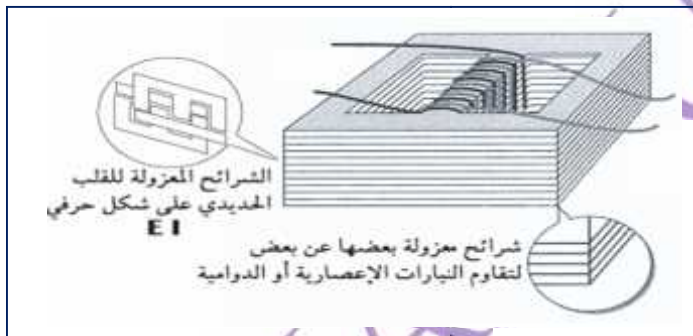 الشرائح المعزولة للقلب
الحديدي على شكل حرفي
E I
شرائح معزولة بعضها عن بعض
لتقاوم التيارات الإعصارية أو الدوامية